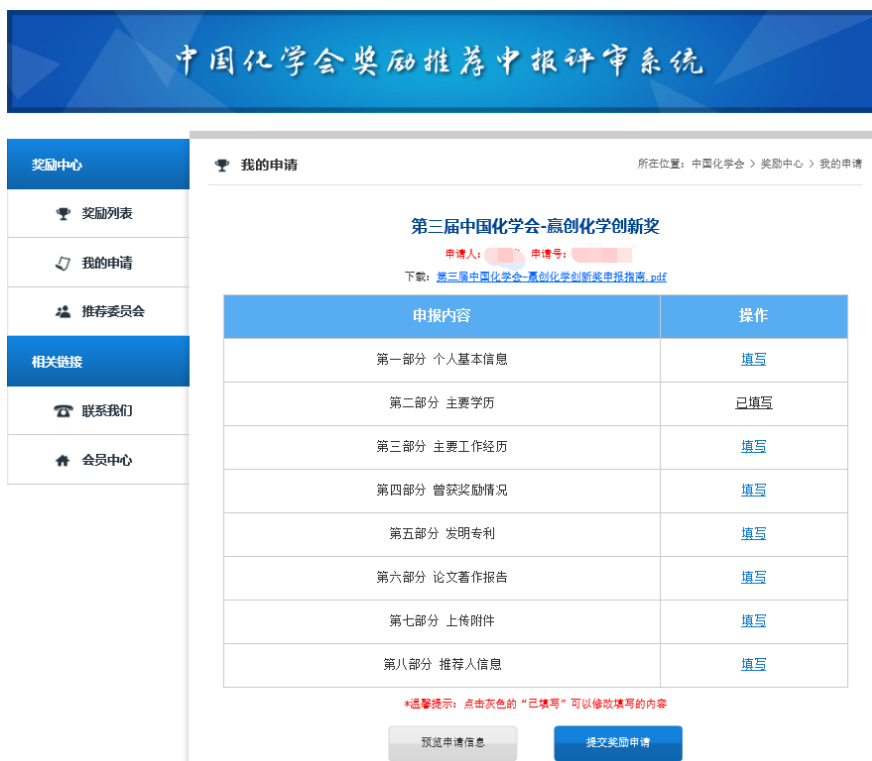 中国化学会奖励推荐申报评审系统
奖励中心
奖励列表
我的申请
推荐委员会
相关链接
联系我们
会员中心
我的申请
所在位置：中国化学会 > 奖励中心 > 我的申请
第三届中国化学会-赢创化学创新奖
申请人： 申请号：
下载：第三届中国化学会-赢创化学创新奖申报指南.pdf
申报内容 操作
第一部分 个人基本信息 填写
第二部分 主要学历 已填写
第三部分 主要工作经历 填写
第四部分 曾获奖励情况 填写
第五部分 发明专利 填写
第六部分 论文著作报告 填写
第七部分 上传附件 填写
第八部分 推荐人信息 填写
*温馨提示：点击灰色的“已填写”可以修改填写的内容
预览申请信息 提交奖励申请